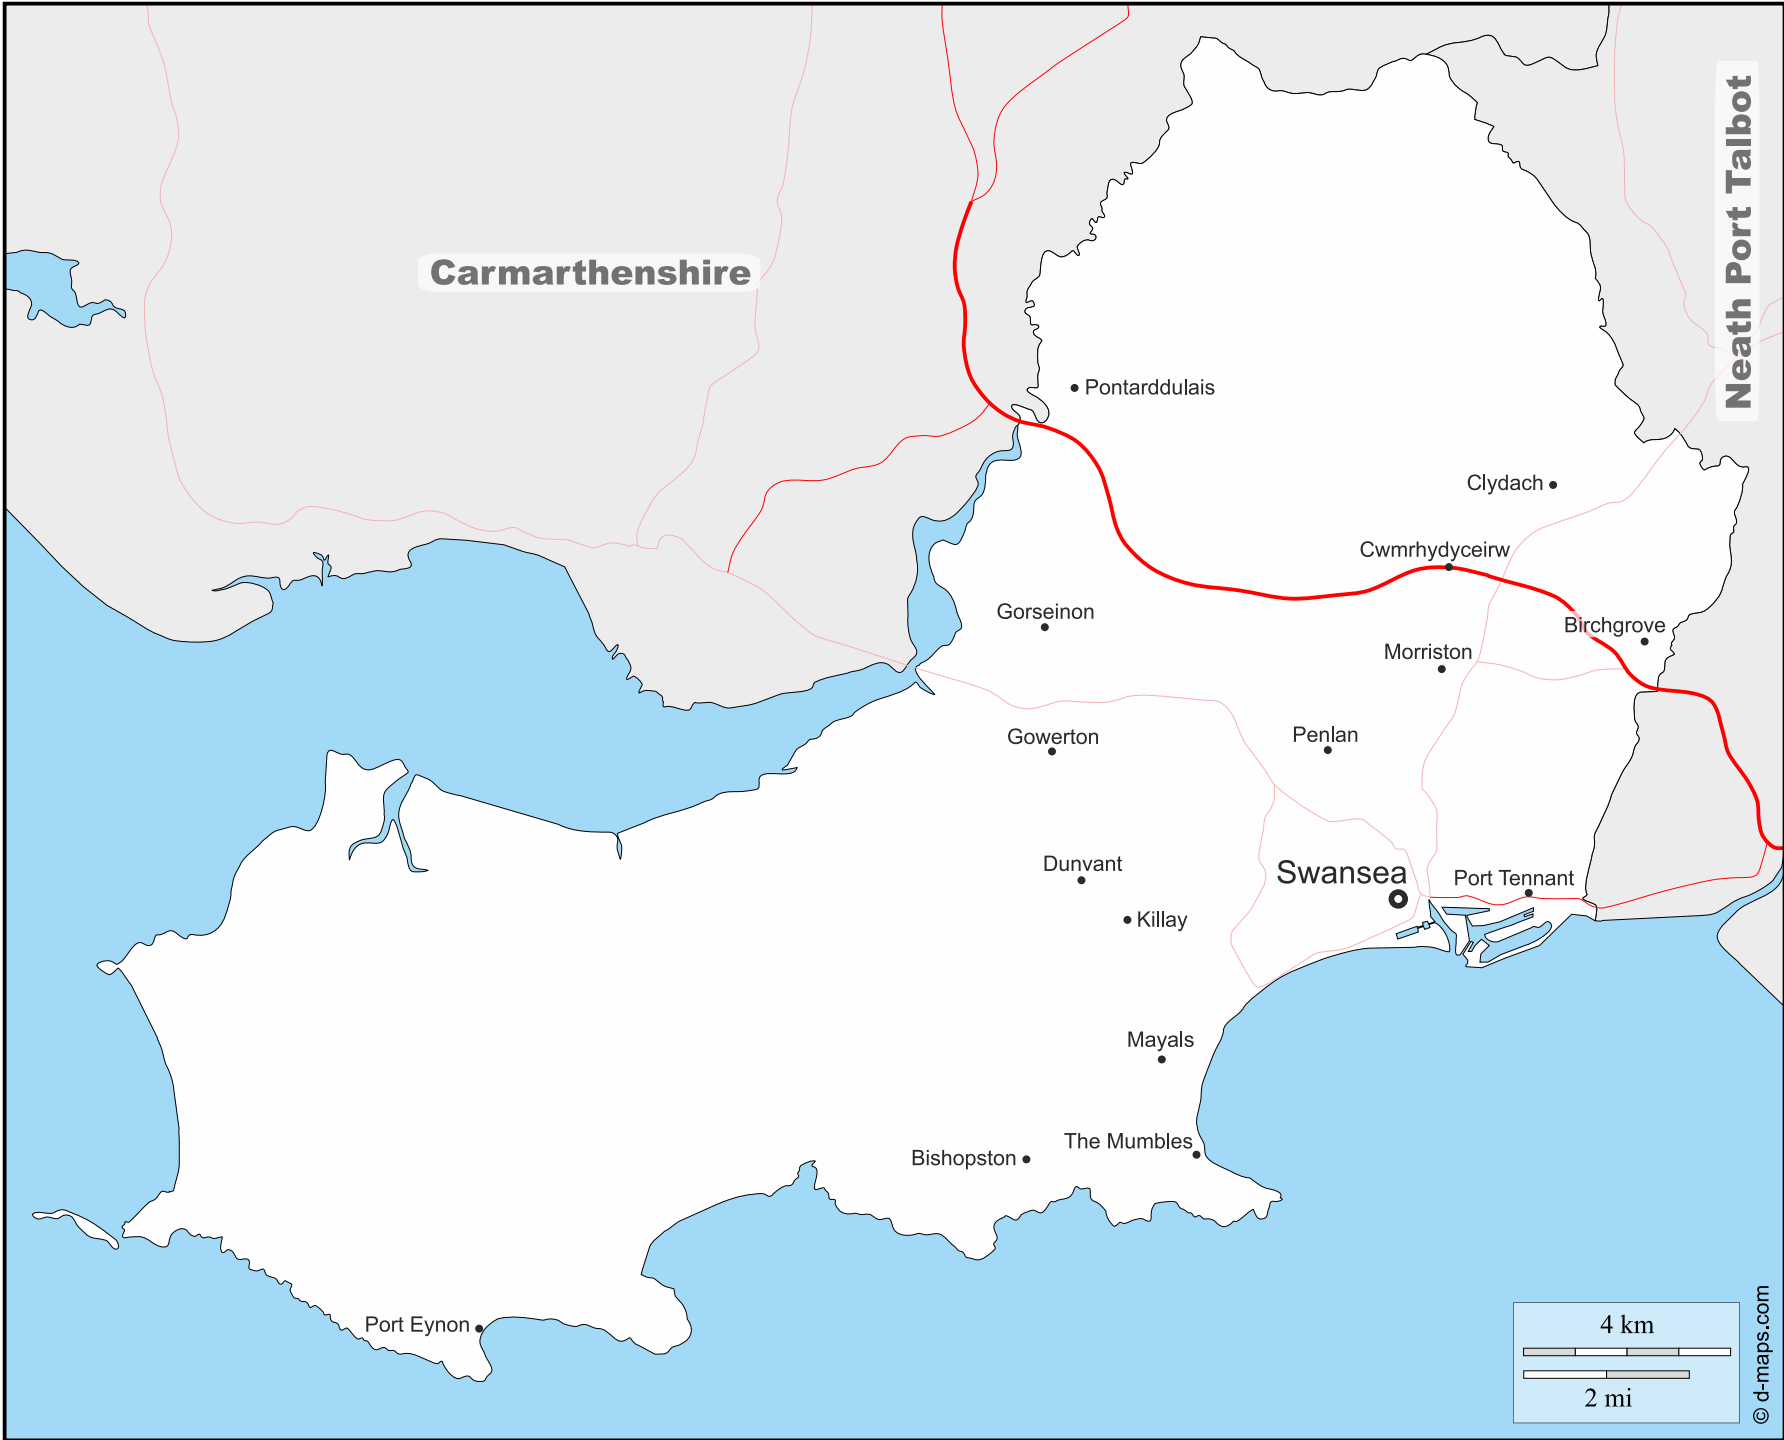 Neath Port Talbot
Carmarthenshire
Pontarddulais
Clydach
Cwmrhydyceirw
Gorseinon
Birchgrove
Morriston
Penlan
Gowerton
Dunvant
Swansea
Port Tennant
Killay
Mayals
The Mumbles
Bishopston
Port Eynon
4 km
2 mi
© d-maps.com